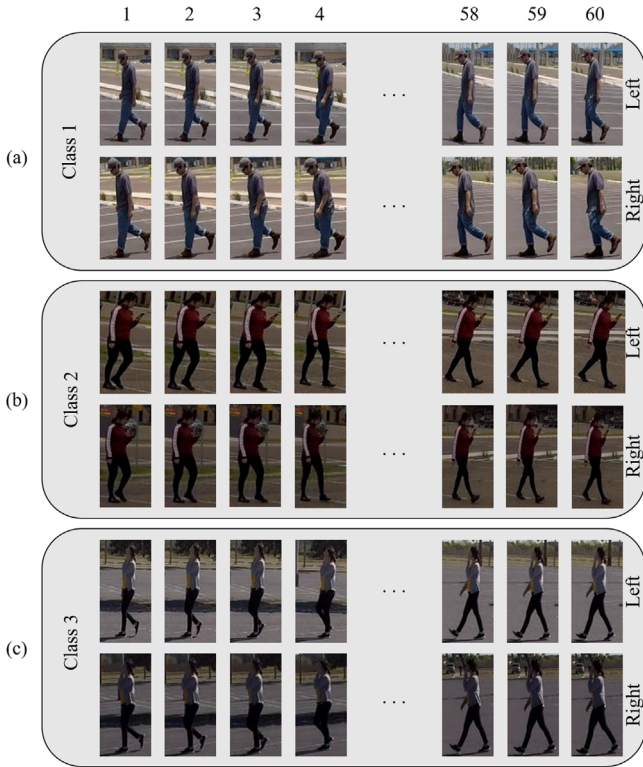 1 2 3 4 58 59 60
(a) Class 1 ... Left
... Right
(b) Class 2 ... Left
... Right
(c) Class 3 ... Left
... Right